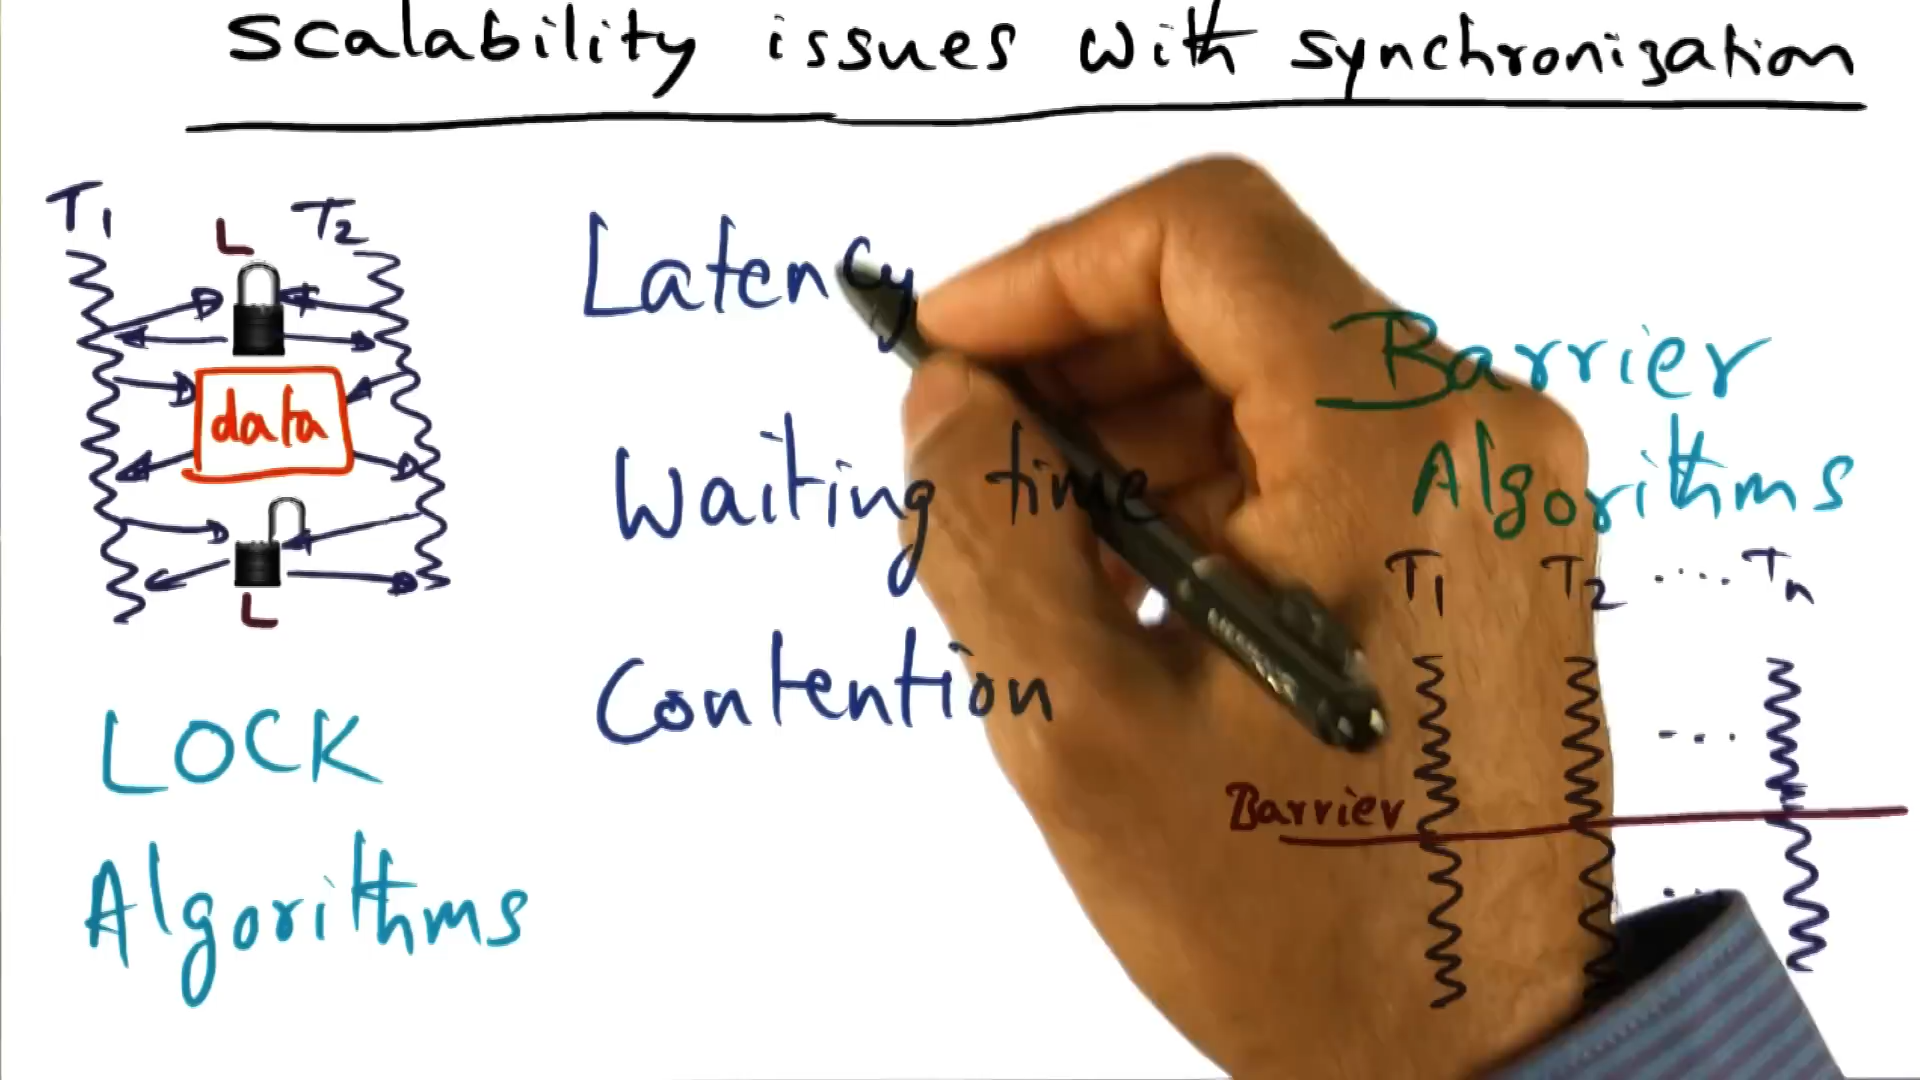 Scalability issues with synchronization
T1
L
T2
data
L
LOCK
Algorithms
Latency
Waiting time
Contention
Barrier
Algorithms
T1 T2 .... Tn
...
Barrier